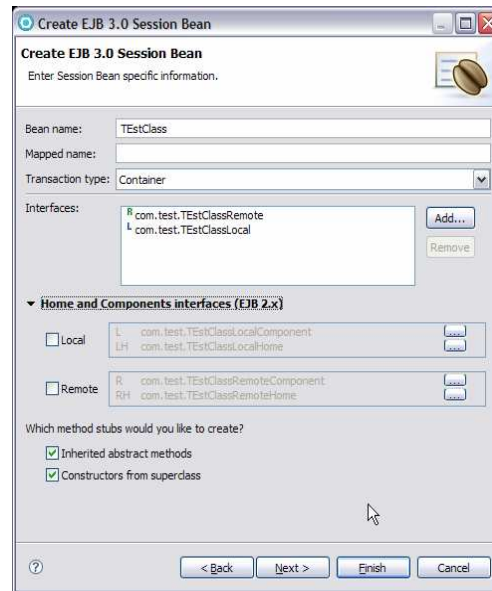 Create EJB 3.0 Session Bean
Create EJB 3.0 Session Bean
Enter Session Bean specific information.
Bean name: TEstClass
Mapped name:
Transaction type: Container
Interfaces:
R com.test.TEstClassRemote
L com.test.TEstClassLocal
Add...
Remove
Home and Components interfaces (EJB 2.x)
Local
L com.test.TEstClassLocalComponent ...
LH com.test.TEstClassLocalHome ...
Remote
R com.test.TEstClassRemoteComponent ...
RH com.test.TEstClassRemoteHome ...
Which method stubs would you like to create?
Inherited abstract methods
Constructors from superclass
? < Back Next > Finish Cancel